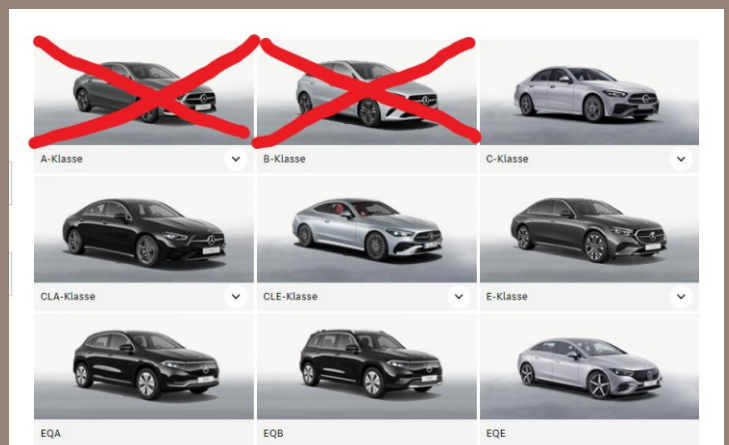 A-Klasse
B-Klasse
C-Klasse
CLA-Klasse
CLE-Klasse
E-Klasse
EQA
EQB
EQE